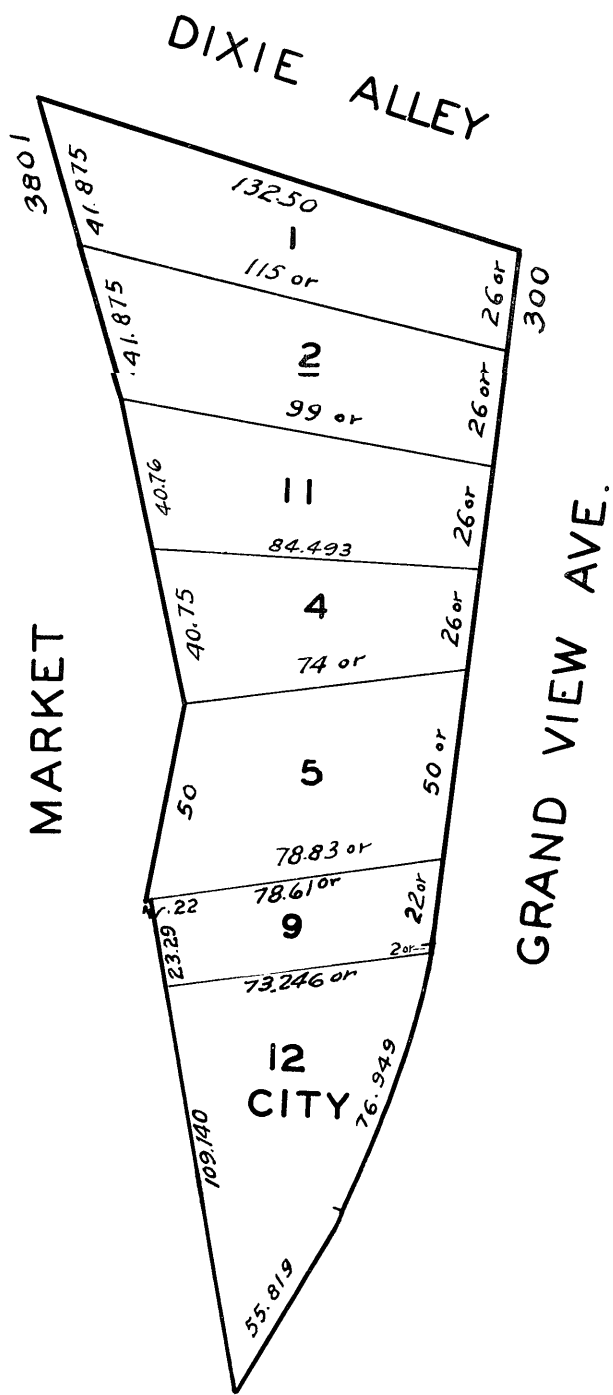 DIXIE ALLEY
3801
41.875
132.50
1
26 or
300
115 or
41.875
2
26 orr
99 or
40.76
11
26 or
84.493
40.75
4
26 or
74 or
MARKET
50
5
50 or
GRAND VIEW AVE.
78.83 or
78.61 or
.22
9
22 or
23.29
2 or
73.246 or
12
CITY
76.949
109.140
55.819